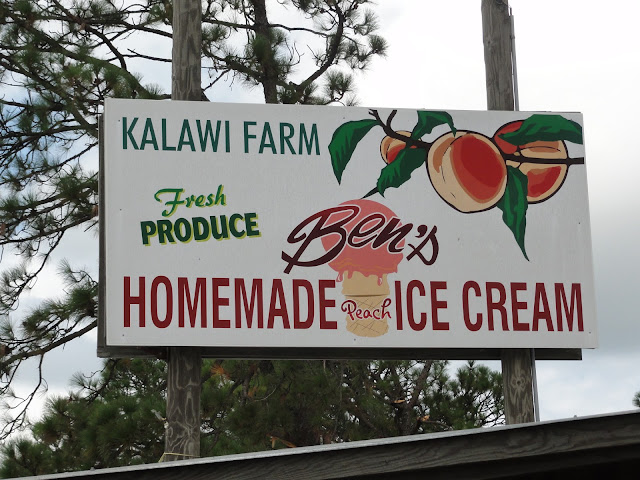 KALAWI FARM
Fresh
PRODUCE
Ben's
HOMEMADE Peach ICE CREAM